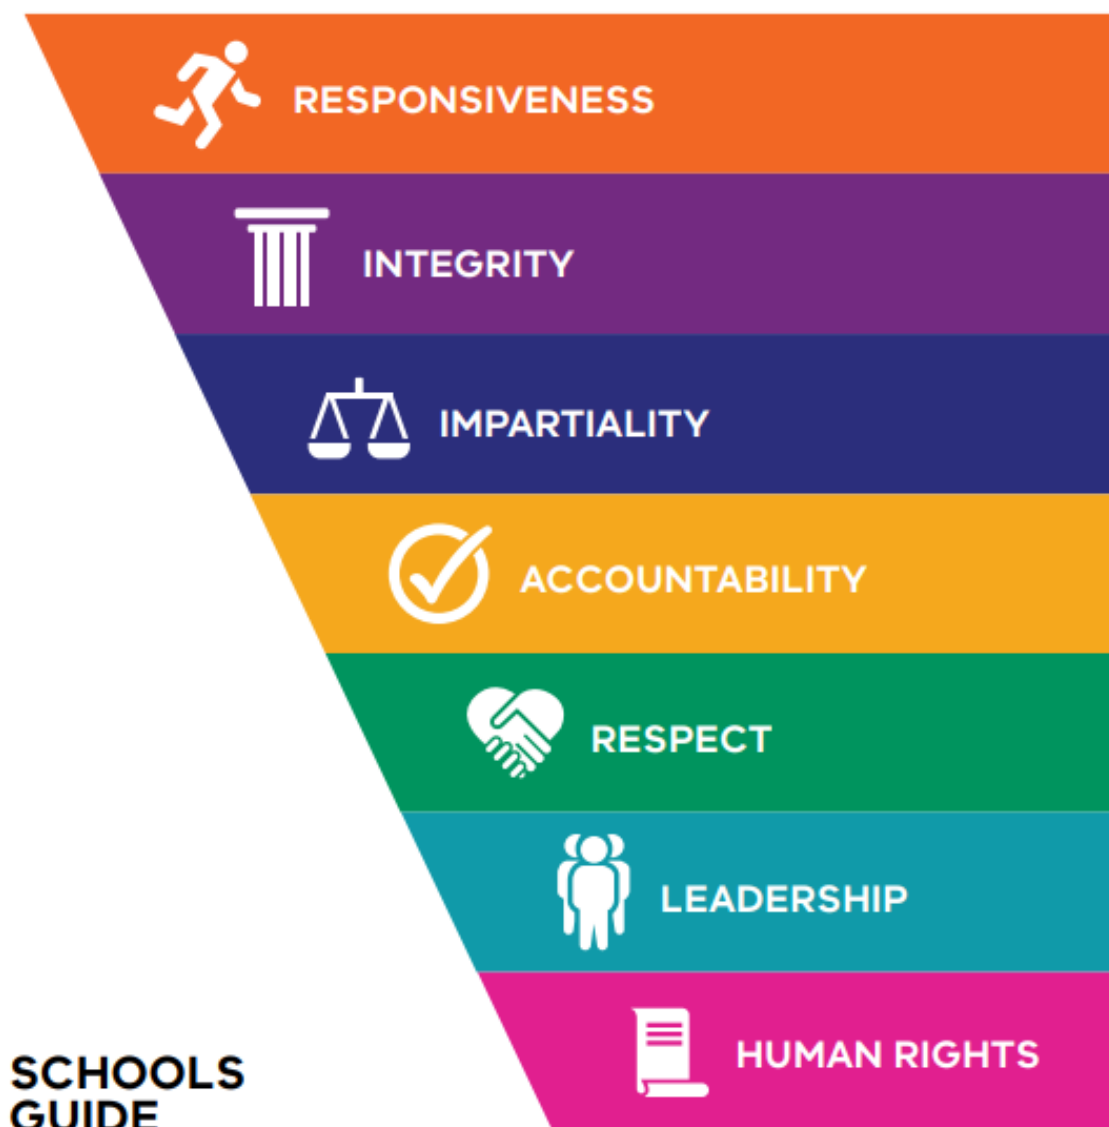 RESPONSIVENESS
INTEGRITY
IMPARTIALITY
ACCOUNTABILITY
RESPECT
LEADERSHIP
HUMAN RIGHTS
SCHOOLS
GUIDE